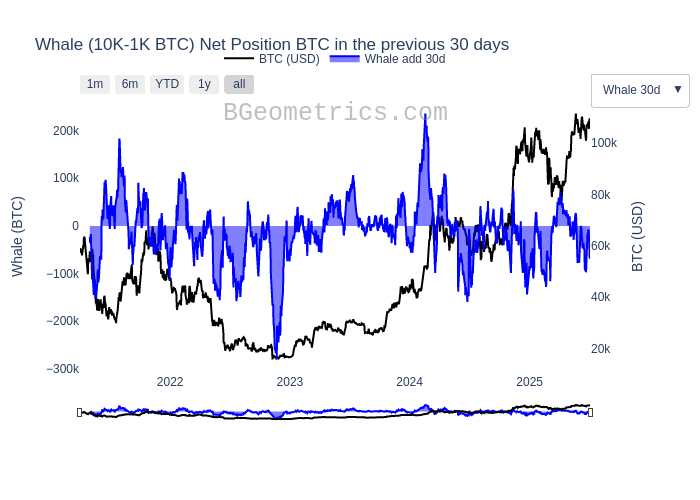 Whale (10K-1K BTC) Net Position BTC in the previous 30 days
BTC (USD) Whale add 30d
1m 6m YTD 1y all
Whale 30d ▼
BGeometrics.com
200k
100k
0
−100k
−200k
−300k
Whale (BTC)
100k
80k
60k
40k
20k
BTC (USD)
2022 2023 2024 2025